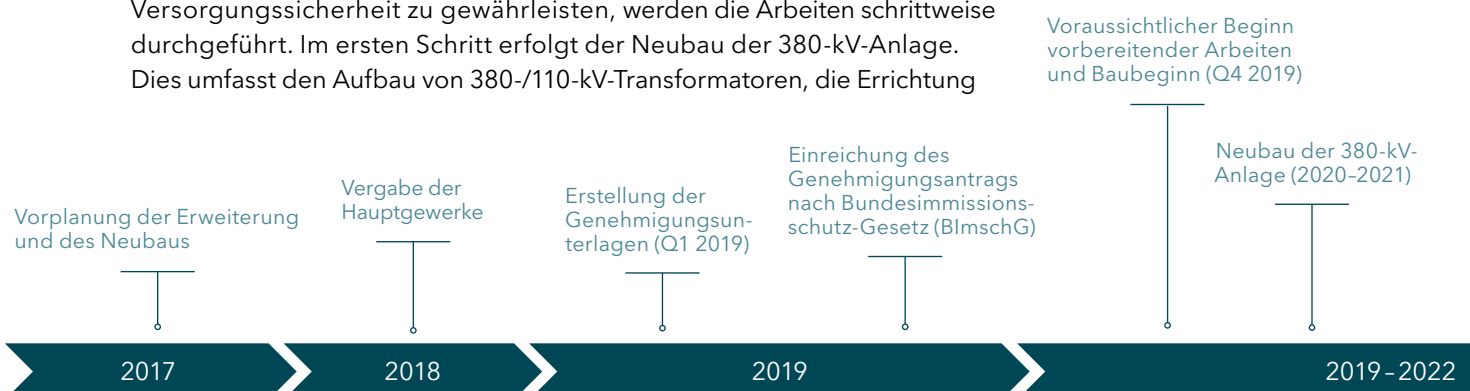 Versorgungssicherheit zu gewährleisten, werden die Arbeiten schrittweise
durchgeführt. Im ersten Schritt erfolgt der Neubau der 380-kV-Anlage.
Dies umfasst den Aufbau von 380-/110-kV-Transformatoren, die Errichtung
Vorplanung der Erweiterung
und des Neubaus
Vergabe der
Hauptgewerke
Erstellung der
Genehmigungsun-
terlagen (Q1 2019)
Einreichung des
Genehmigungsantrags
nach Bundesimmissions-
schutz-Gesetz (BImschG)
Voraussichtlicher Beginn
vorbereitender Arbeiten
und Baubeginn (Q4 2019)
Neubau der 380-kV-
Anlage (2020–2021)
2017
2018
2019
2019–2022